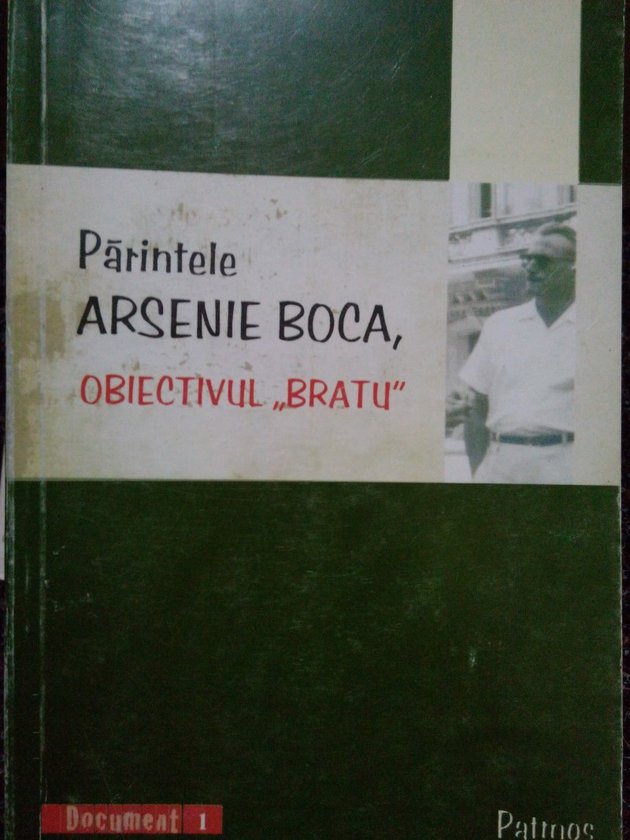 Părintele
ARSENIE BOCA,
OBIECTIVUL „BRATU”
Document 1
Patmos